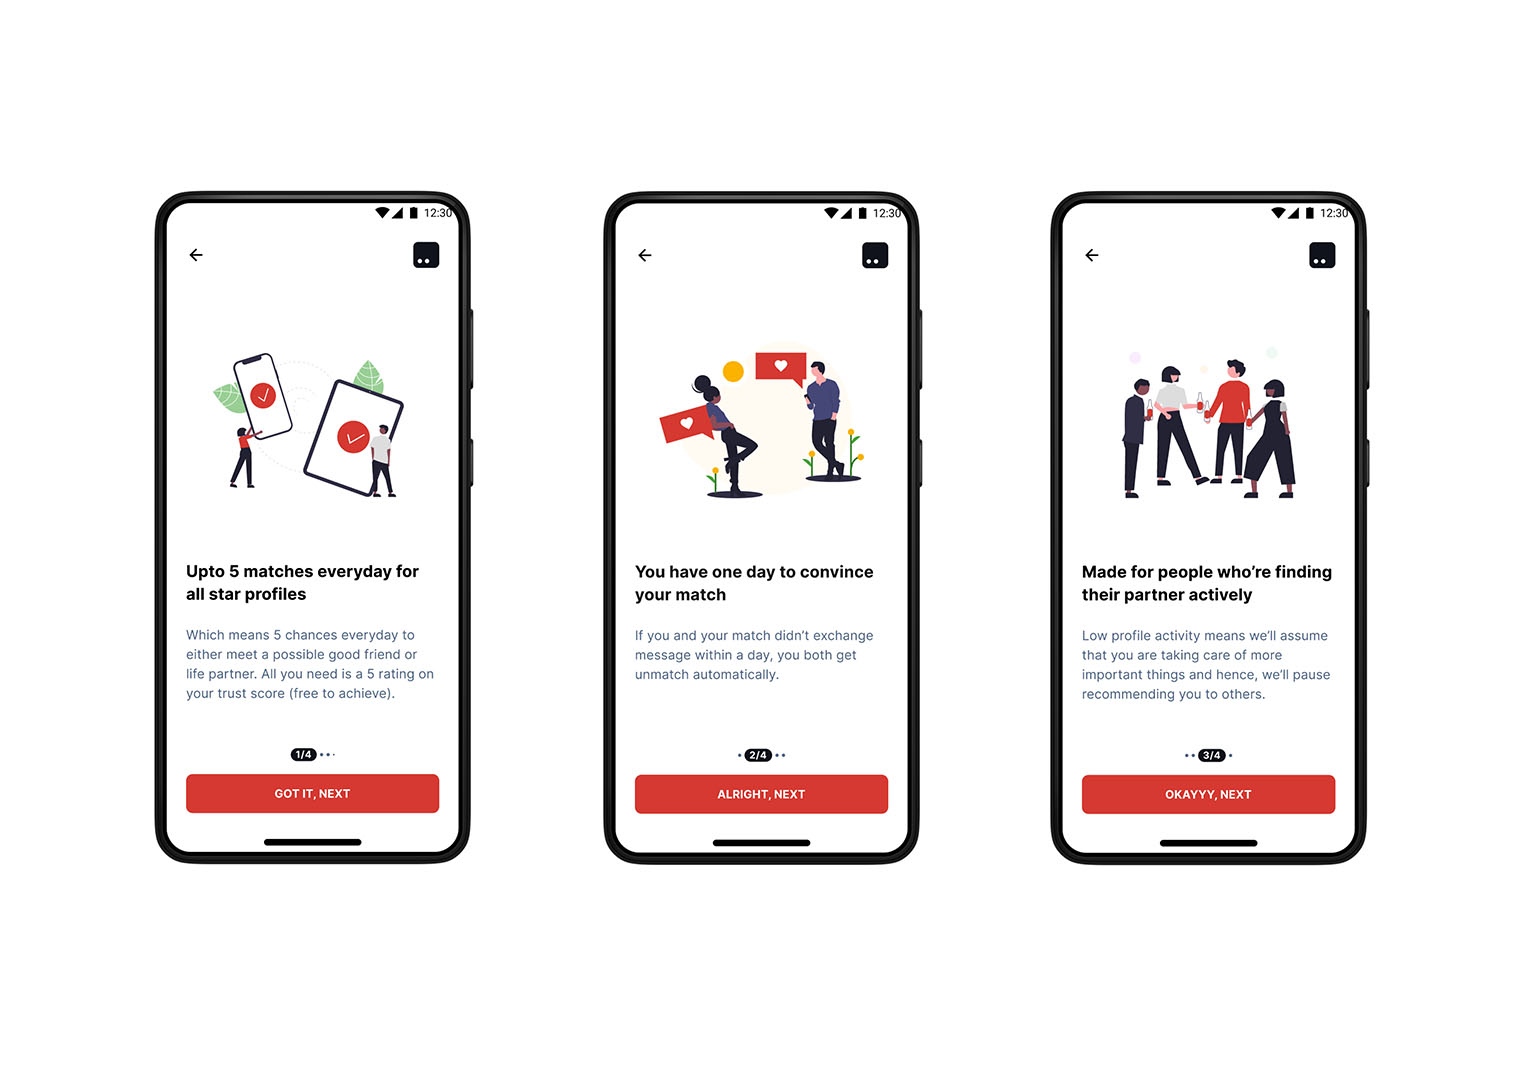 12:30
Upto 5 matches everyday for
all star profiles
Which means 5 chances everyday to
either meet a possible good friend or
life partner. All you need is a 5 rating on
your trust score (free to achieve).
1/4
GOT IT, NEXT
12:30
You have one day to convince
your match
If you and your match didn’t exchange
message within a day, you both get
unmatch automatically.
2/4
ALRIGHT, NEXT
12:30
Made for people who’re finding
their partner actively
Low profile activity means we’ll assume
that you are taking care of more
important things and hence, we’ll pause
recommending you to others.
3/4
OKAYYY, NEXT